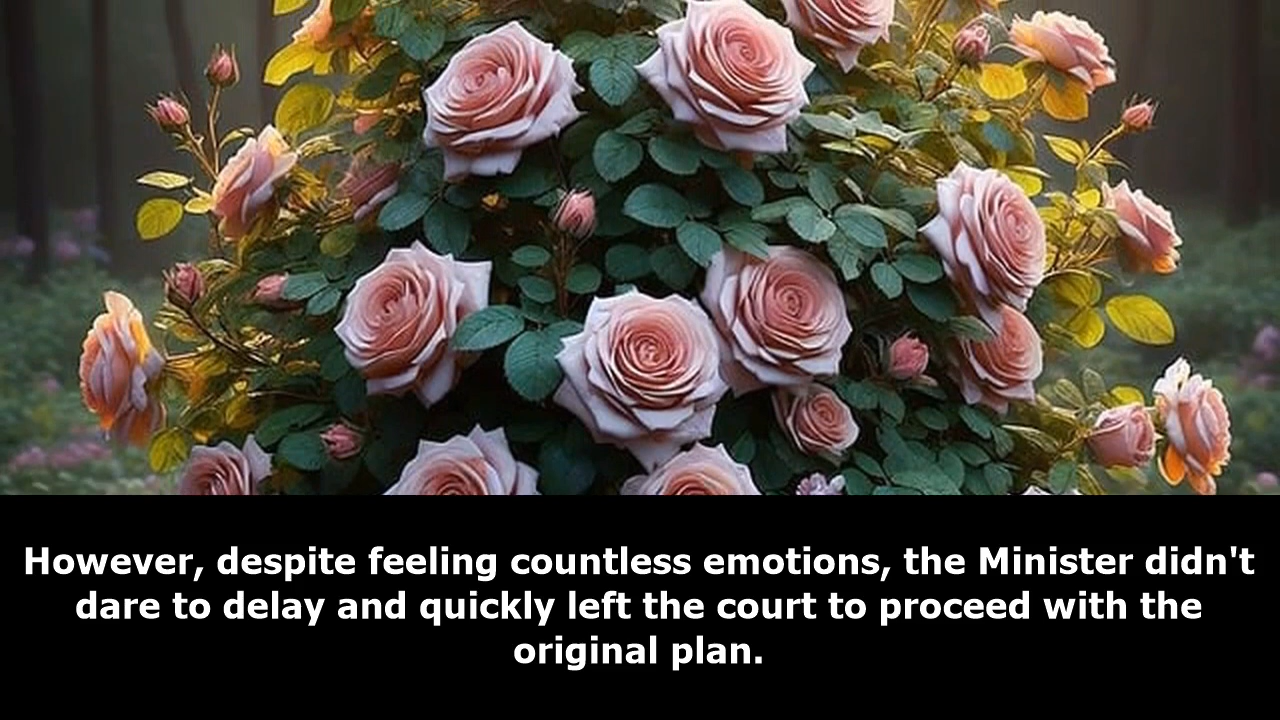 However, despite feeling countless emotions, the Minister didn't
dare to delay and quickly left the court to proceed with the
original plan.